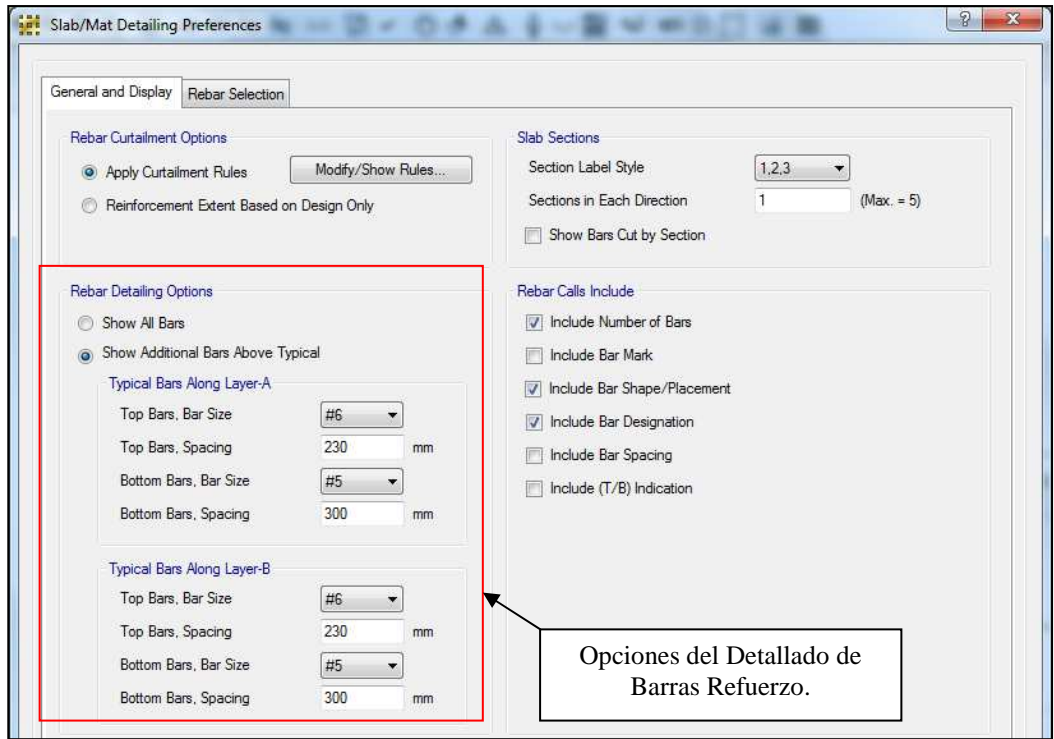 Slab/Mat Detailing Preferences
General and Display
Rebar Selection
Rebar Curtailment Options
Apply Curtailment Rules
Modify/Show Rules...
Reinforcement Extent Based on Design Only
Slab Sections
Section Label Style
1,2,3
Sections in Each Direction
1
(Max. = 5)
Show Bars Cut by Section
Rebar Detailing Options
Show All Bars
Show Additional Bars Above Typical
Typical Bars Along Layer-A
Top Bars, Bar Size
#6
Top Bars, Spacing
230
mm
Bottom Bars, Bar Size
#5
Bottom Bars, Spacing
300
mm
Typical Bars Along Layer-B
Top Bars, Bar Size
#6
Top Bars, Spacing
230
mm
Bottom Bars, Bar Size
#5
Bottom Bars, Spacing
300
mm
Rebar Calls Include
Include Number of Bars
Include Bar Mark
Include Bar Shape/Placement
Include Bar Designation
Include Bar Spacing
Include (T/B) Indication
Opciones del Detallado de
Barras Refuerzo.